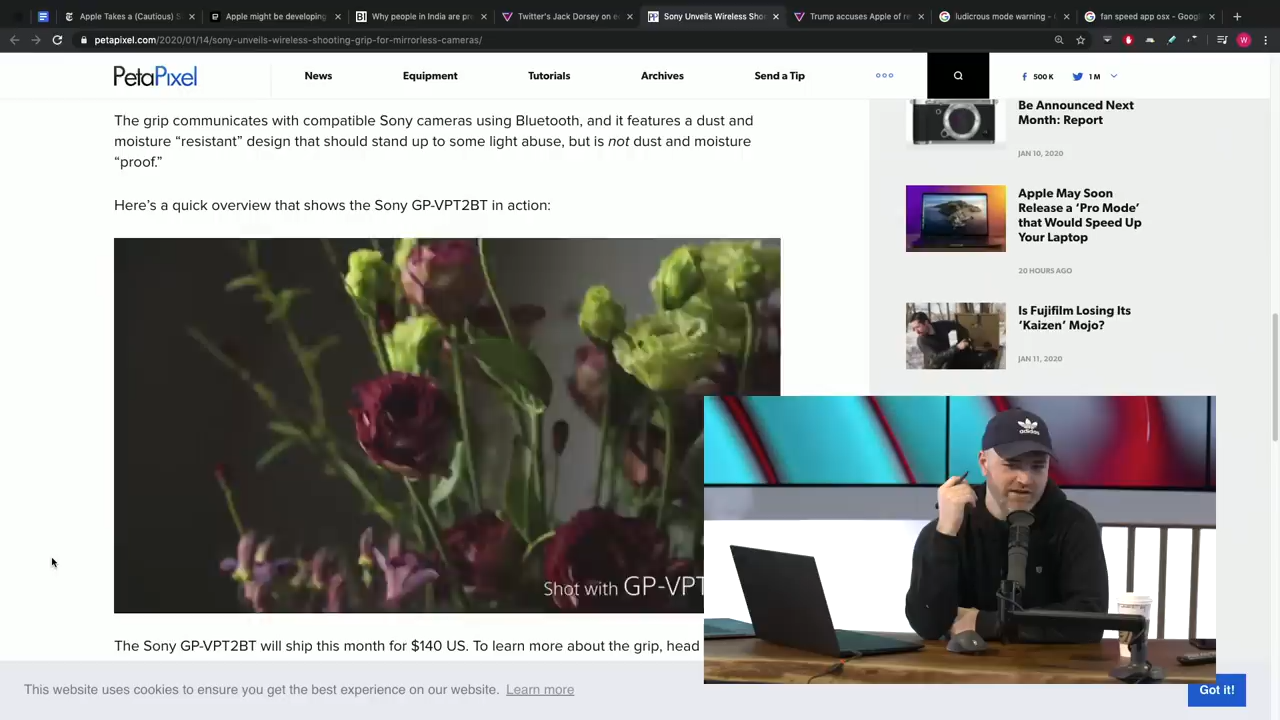 Apple Takes a (Cautious) S
Apple might be developing
Why people in India are pre
Twitter's Jack Dorsey on e
Sony Unveils Wireless Sho
Trump accuses Apple of re
ludicrous mode warning -
fan speed app osx - Googl
petapixel.com/2020/01/14/sony-unveils-wireless-shooting-grip-for-mirrorless-cameras/
PetaPixel
News
Equipment
Tutorials
Archives
Send a Tip
500 K
1 M
The grip communicates with compatible Sony cameras using Bluetooth, and it features a dust and
moisture “resistant” design that should stand up to some light abuse, but is not dust and moisture
“proof.”
Here’s a quick overview that shows the Sony GP-VPT2BT in action:
Shot with GP-VPT
The Sony GP-VPT2BT will ship this month for $140 US. To learn more about the grip, head
Be Announced Next
Month: Report
JAN 10, 2020
Apple May Soon
Release a ‘Pro Mode’
that Would Speed Up
Your Laptop
20 HOURS AGO
Is Fujifilm Losing Its
‘Kaizen’ Mojo?
JAN 11, 2020
adidas
This website uses cookies to ensure you get the best experience on our website. Learn more
Got it!